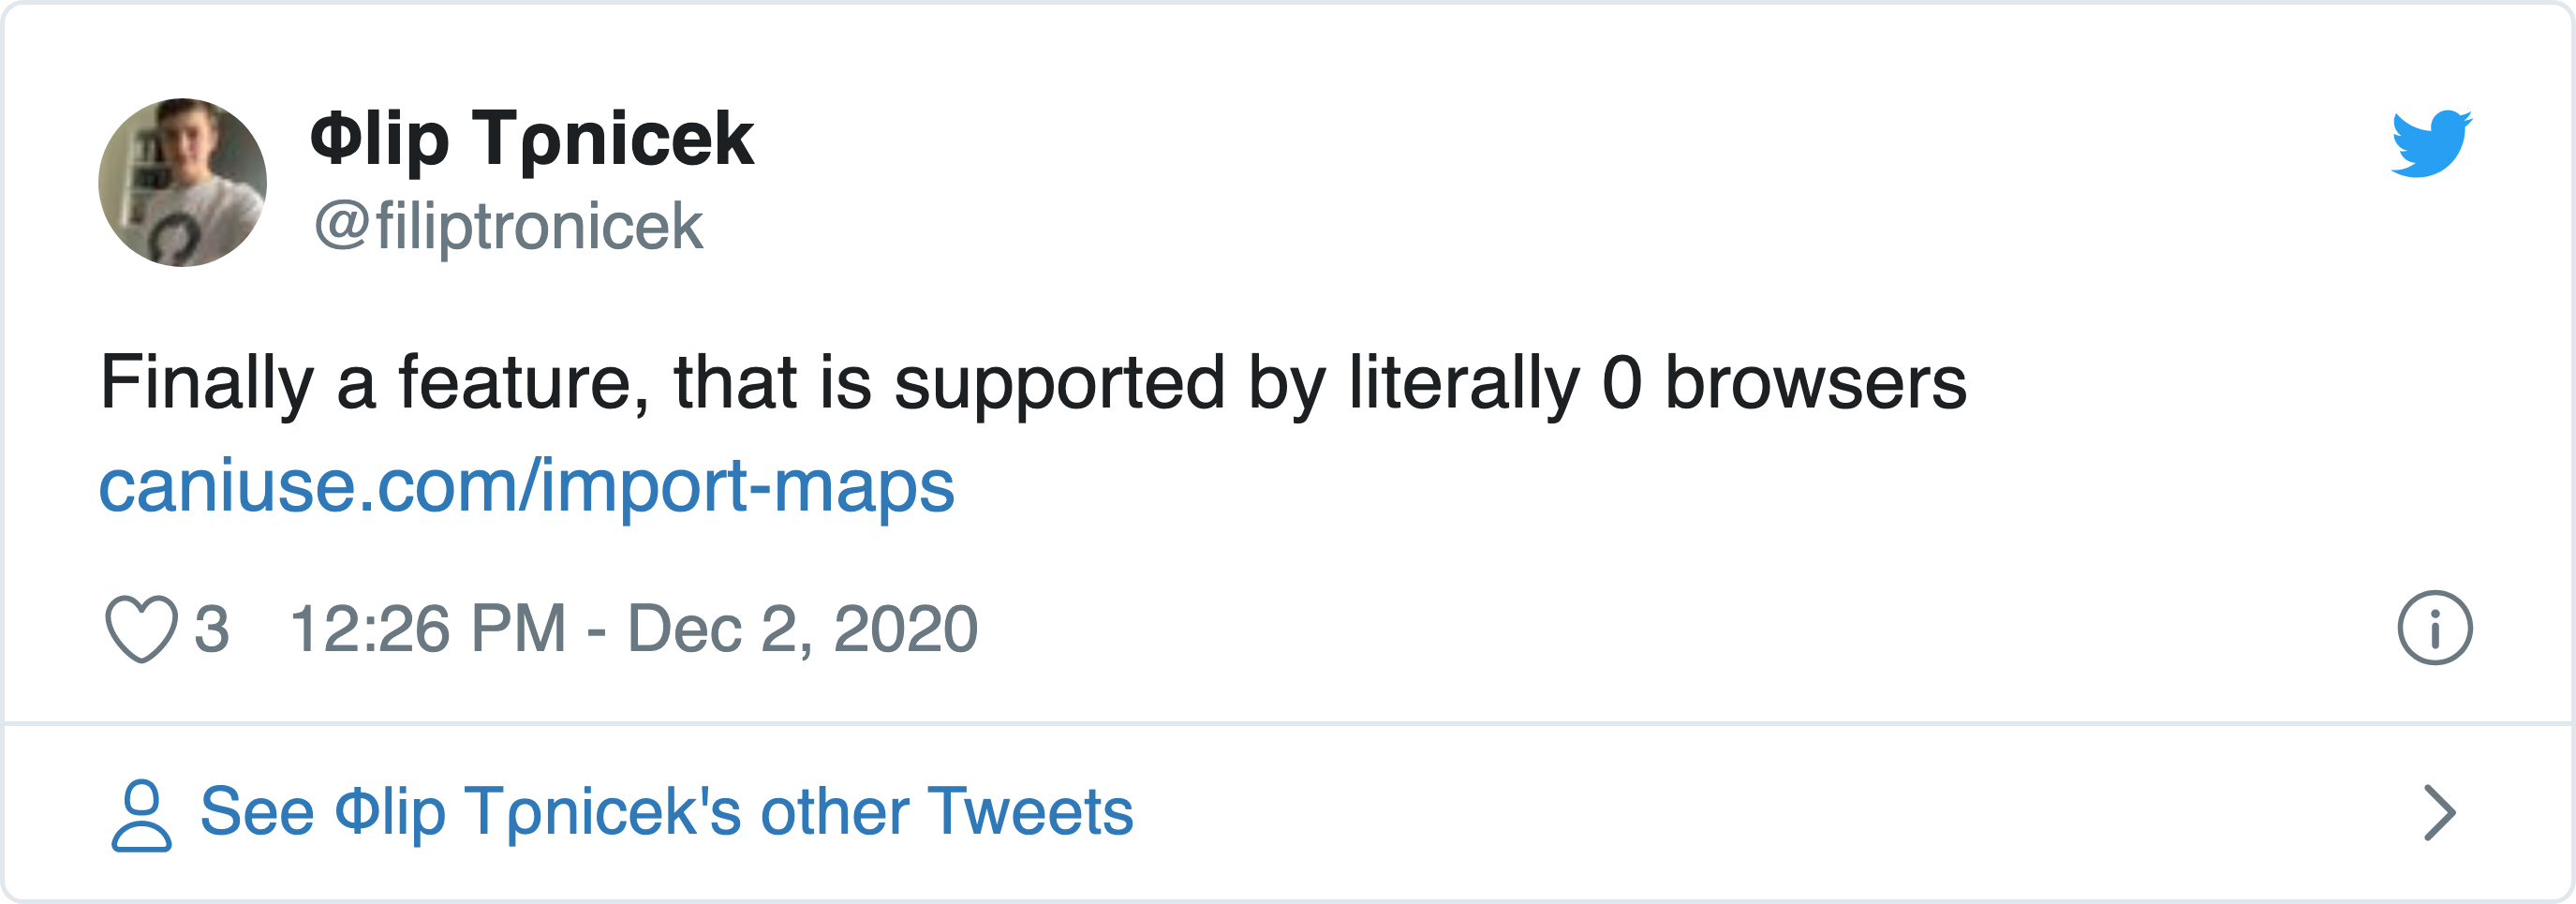 Φlip Tρnicek
@filiptronicek
Finally a feature, that is supported by literally 0 browsers
caniuse.com/import-maps
3 12:26 PM - Dec 2, 2020
See Φlip Tρnicek's other Tweets